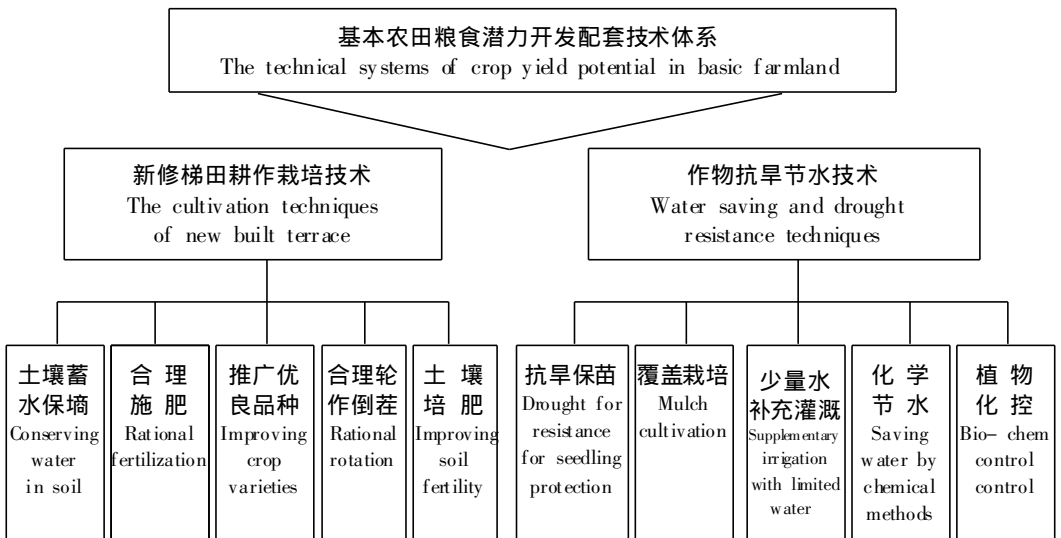 基本农田粮食潜力开发配套技术体系
The technical systems of crop yield potential in basic farmland
新修梯田耕作栽培技术
The cultivation techniques
of new built terrace
作物抗旱节水技术
Water saving and drought
resistance techniques
土壤蓄
水保墒
Conserving
water
in soil
合理
施肥
Rational
fertilization
推广优
良品种
Improving
crop
varieties
合理轮
作倒茬
Rational
rotation
土壤
培肥
Improving
soil
fertility
抗旱保苗
Drought for
resistance
for seedling
protection
覆盖栽培
Mulch
cultivation
少量水
补充灌溉
Supplementary
irrigation
with limited
water
化学
节水
Saving
water by
chemical
methods
植物
化控
Bio-chem
control
control